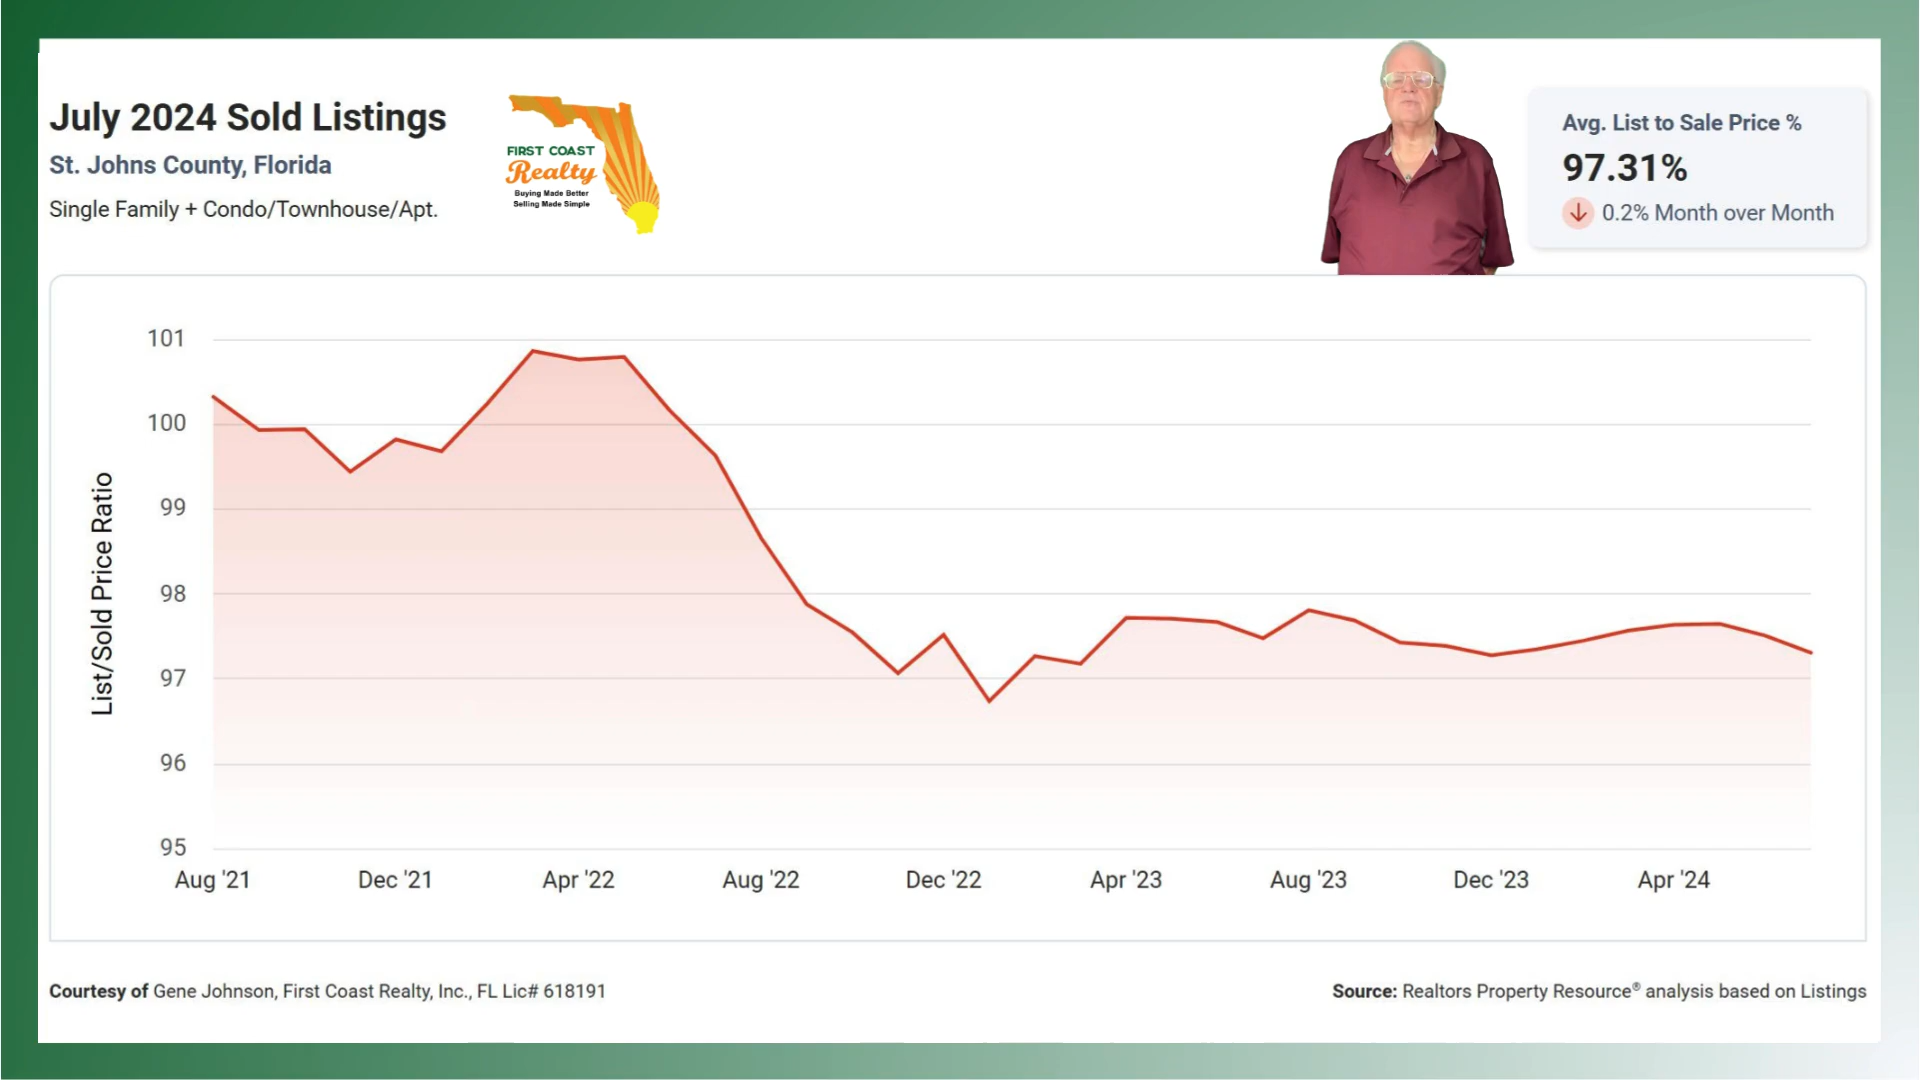 July 2024 Sold Listings
St. Johns County, Florida
Single Family + Condo/Townhouse/Apt.
FIRST COAST
Realty
Buying Made Better
Selling Made Simple
Avg. List to Sale Price %
97.31%
0.2% Month over Month
List/Sold Price Ratio
101
100
99
98
97
96
95
Aug '21 Dec '21 Apr '22 Aug '22 Dec '22 Apr '23 Aug '23 Dec '23 Apr '24
Courtesy of Gene Johnson, First Coast Realty, Inc., FL Lic# 618191
Source: Realtors Property Resource® analysis based on Listings